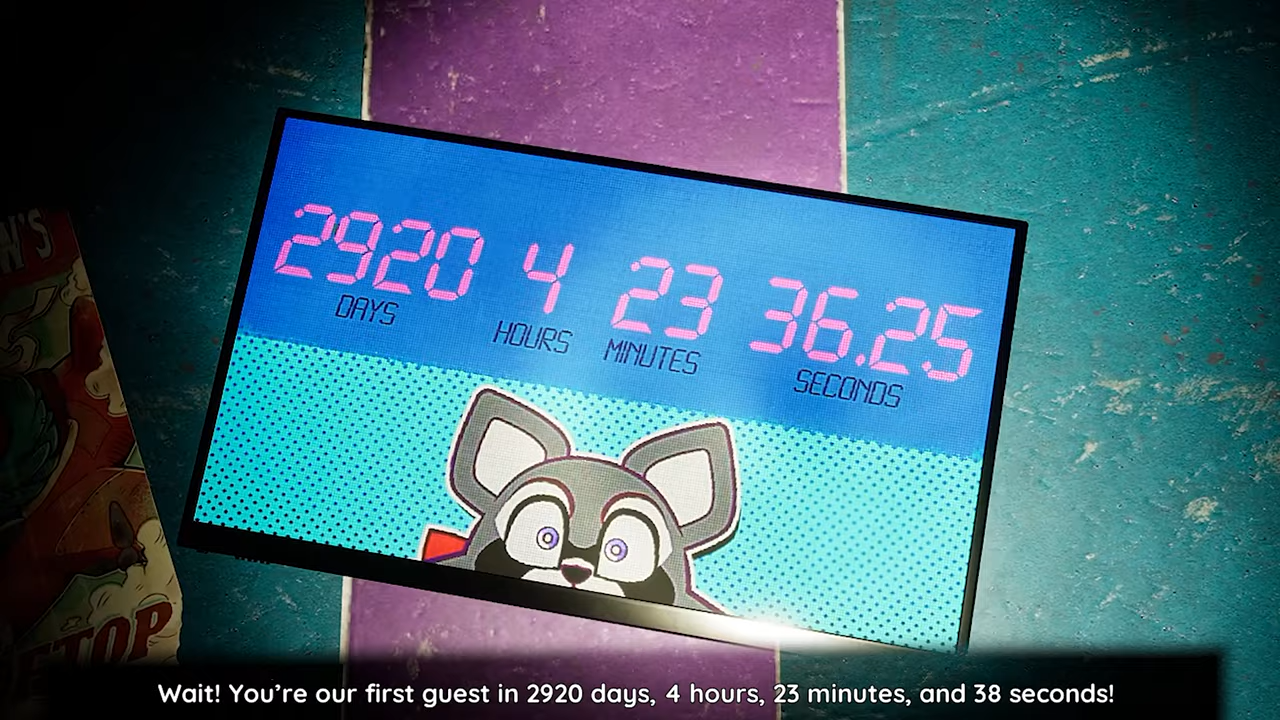 W'S
2920 4 23 36.25
DAYS HOURS MINUTES SECONDS
TOP
Wait! You're our first guest in 2920 days, 4 hours, 23 minutes, and 38 seconds!